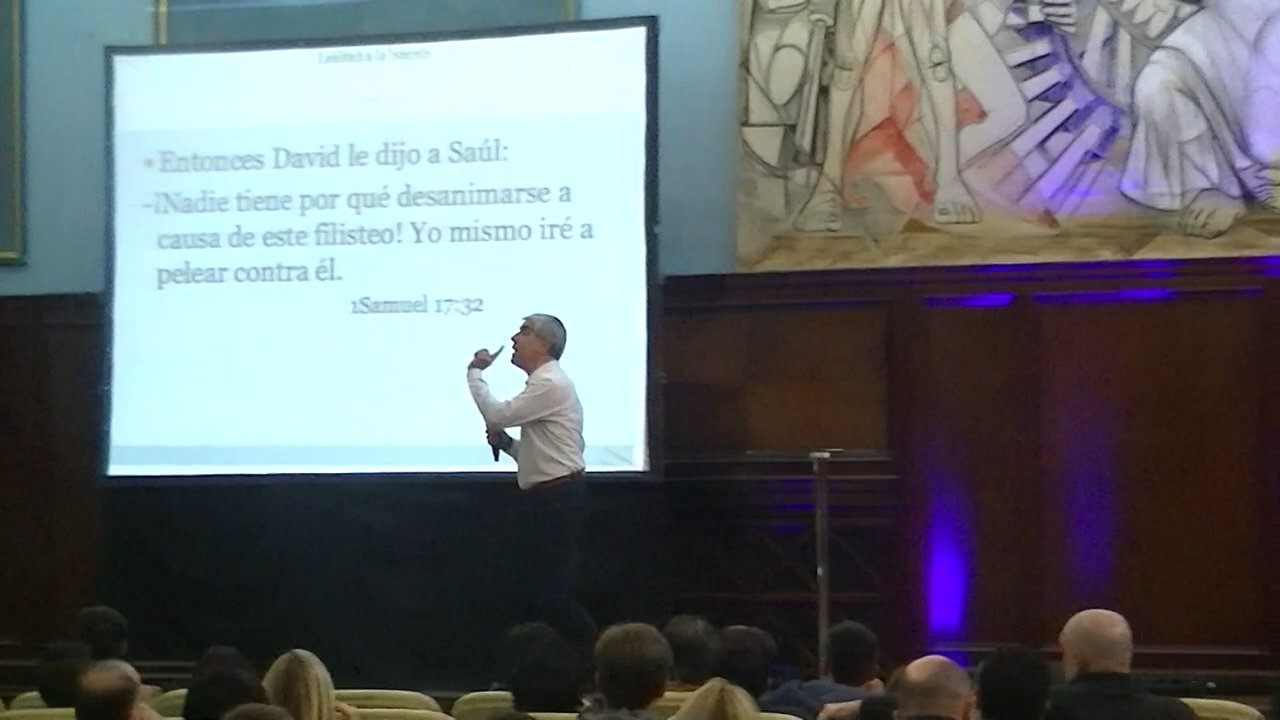 • Entonces David le dijo a Saúl:
-¡Nadie tiene por qué desanimarse a
causa de este filisteo! Yo mismo iré a
pelear contra él.
1Samuel 17:32